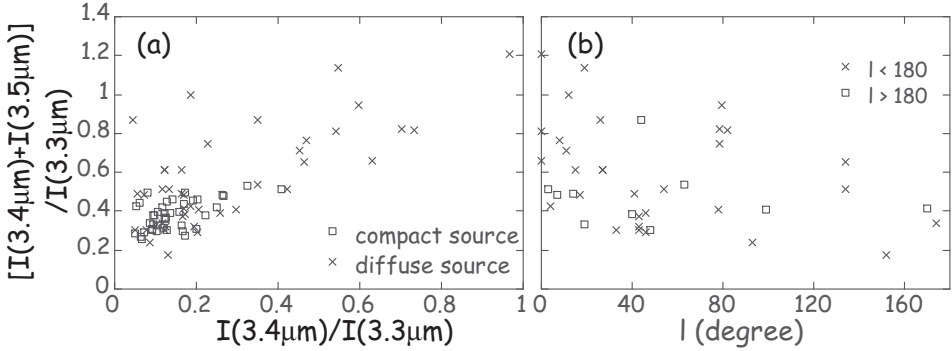 [I(3.4μm)+I(3.5μm)]
/I(3.3μm)
1.4
1.2
1
0.8
0.6
0.4
0.2
0
(a)
compact source
diffuse source
0
0.2
0.4
0.6
0.8
1
I(3.4μm)/I(3.3μm)
(b)
l < 180
l > 180
0
40
80
120
160
l (degree)